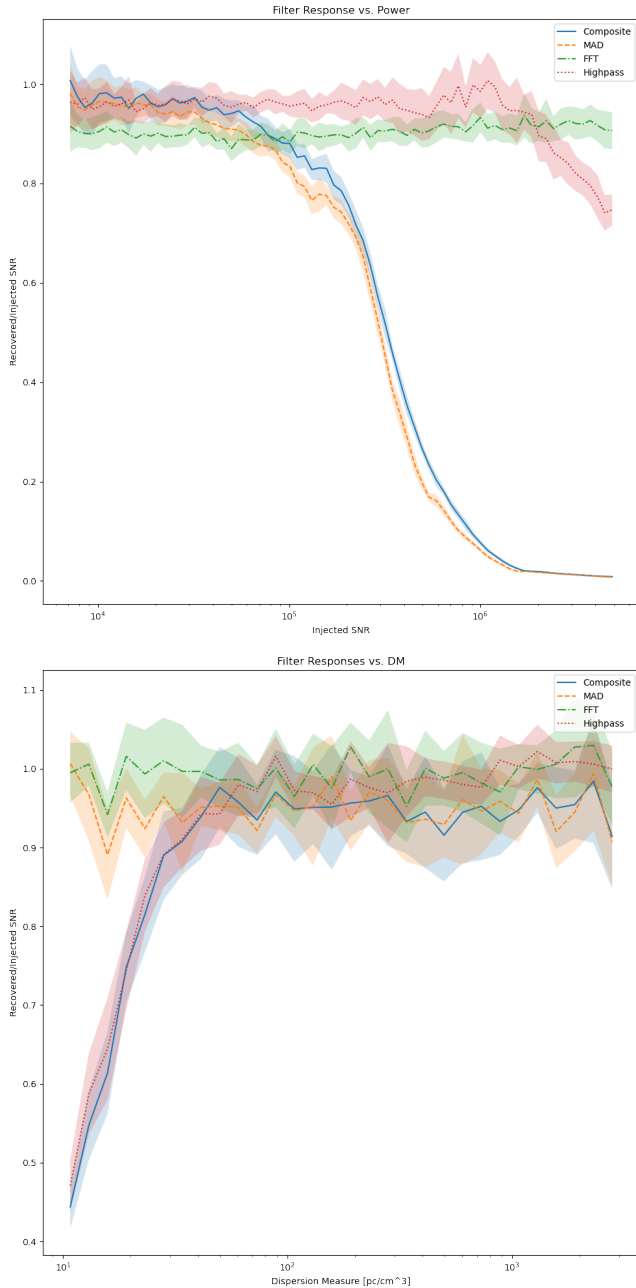 Filter Response vs. Power
Composite
MAD
FFT
Highpass
1.0
0.8
0.6
0.4
0.2
0.0
Recovered/Injected SNR
10^4
10^5
10^6
Injected SNR
Filter Responses vs. DM
Composite
MAD
FFT
Highpass
1.1
1.0
0.9
0.8
0.7
0.6
0.5
0.4
Recovered/Injected SNR
10^1
10^2
10^3
Dispersion Measure [pc/cm^3]